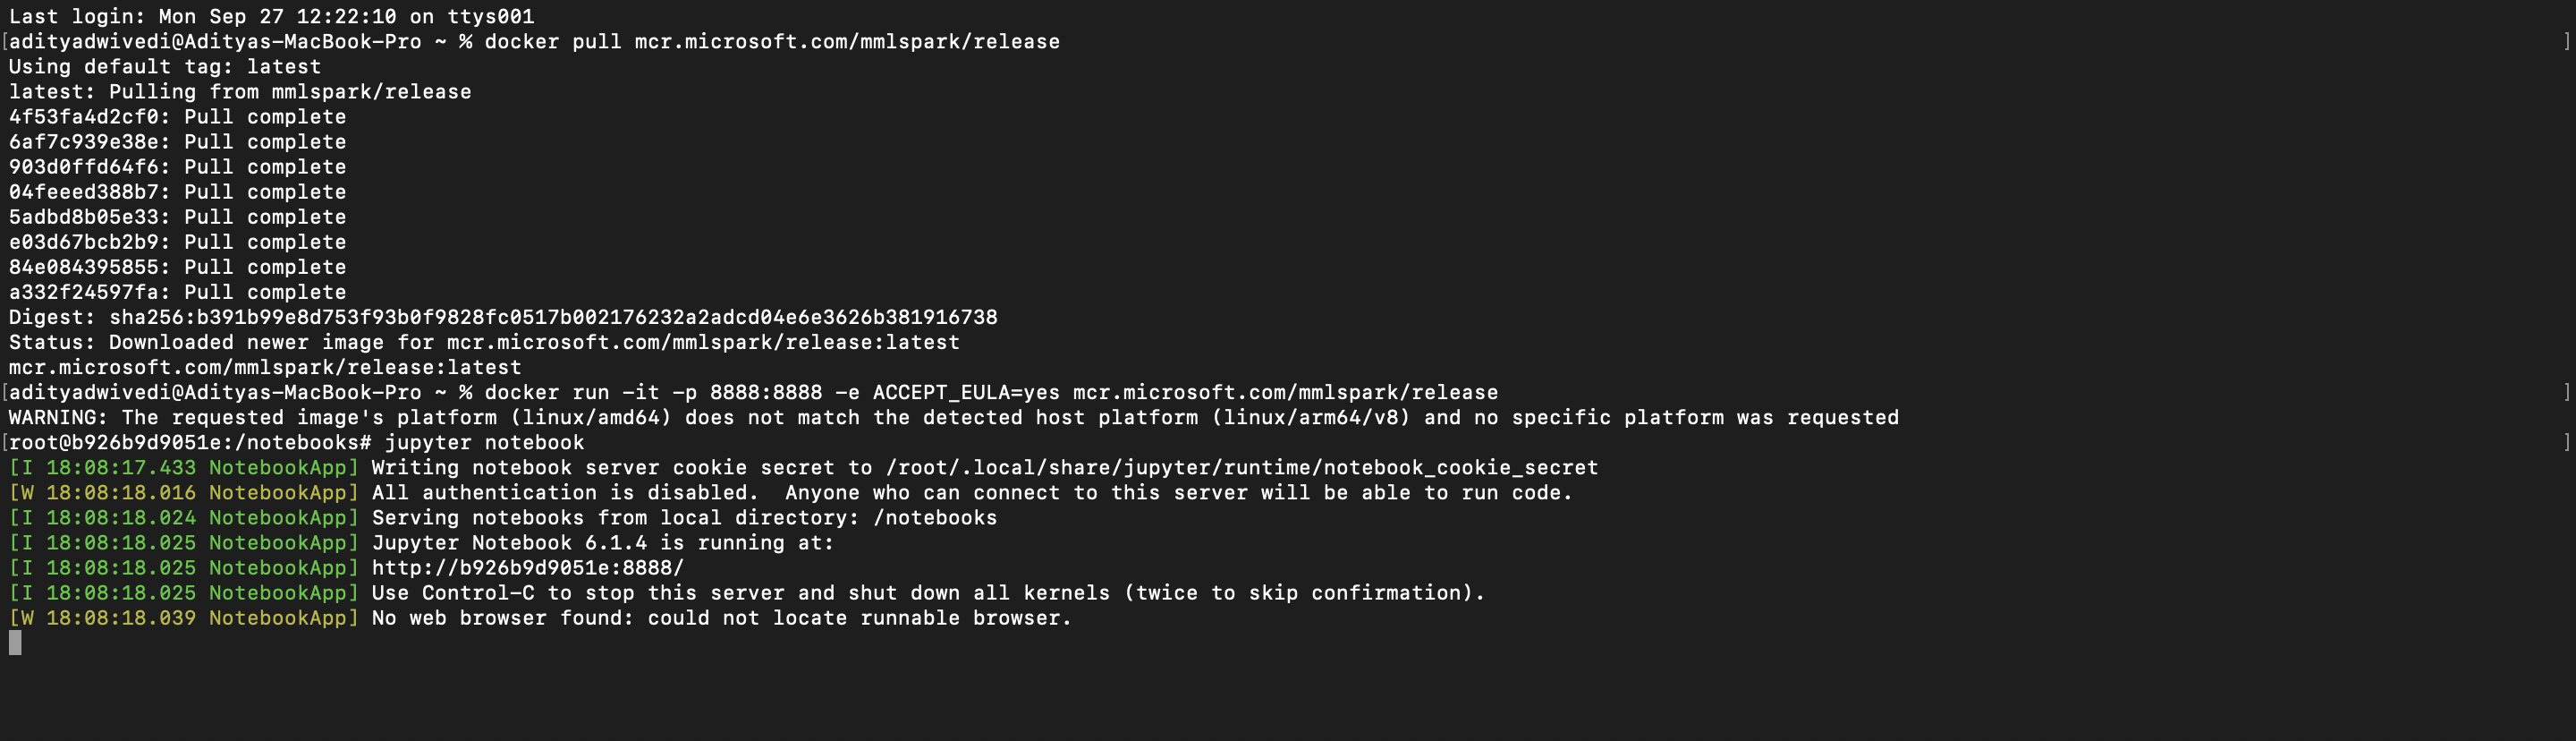 Last login: Mon Sep 27 12:22:10 on ttys001
[adityadwivedi@Adityas-MacBook-Pro ~ % docker pull mcr.microsoft.com/mmlspark/release ]
Using default tag: latest
latest: Pulling from mmlspark/release
4f53fa4d2cf0: Pull complete
6af7c939e38e: Pull complete
903d0ffd64f6: Pull complete
04feeed388b7: Pull complete
5adbd8b05e33: Pull complete
e03d67bcb2b9: Pull complete
84e084395855: Pull complete
a332f24597fa: Pull complete
Digest: sha256:b391b99e8d753f93b0f9828fc0517b002176232a2adcd04e6e3626b381916738
Status: Downloaded newer image for mcr.microsoft.com/mmlspark/release:latest
mcr.microsoft.com/mmlspark/release:latest
[adityadwivedi@Adityas-MacBook-Pro ~ % docker run -it -p 8888:8888 -e ACCEPT_EULA=yes mcr.microsoft.com/mmlspark/release ]
WARNING: The requested image's platform (linux/amd64) does not match the detected host platform (linux/arm64/v8) and no specific platform was requested
[root@b926b9d9051e:/notebooks# jupyter notebook ]
[I 18:08:17.433 NotebookApp] Writing notebook server cookie secret to /root/.local/share/jupyter/runtime/notebook_cookie_secret
[W 18:08:18.016 NotebookApp] All authentication is disabled.  Anyone who can connect to this server will be able to run code.
[I 18:08:18.024 NotebookApp] Serving notebooks from local directory: /notebooks
[I 18:08:18.025 NotebookApp] Jupyter Notebook 6.1.4 is running at:
[I 18:08:18.025 NotebookApp] http://b926b9d9051e:8888/
[I 18:08:18.025 NotebookApp] Use Control-C to stop this server and shut down all kernels (twice to skip confirmation).
[W 18:08:18.039 NotebookApp] No web browser found: could not locate runnable browser.